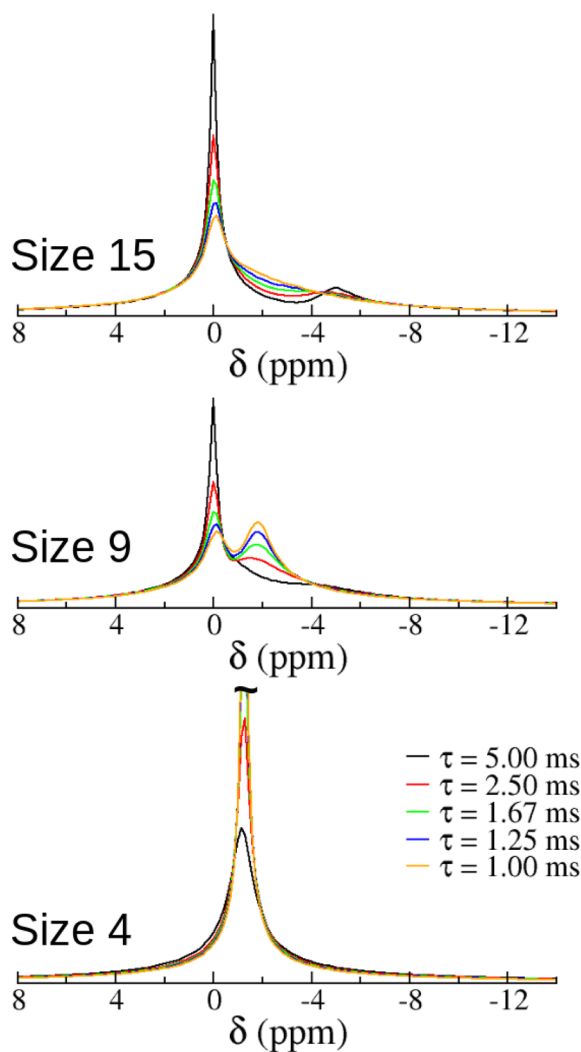 Size 15
8 4 0 -4 -8 -12
δ (ppm)
Size 9
8 4 0 -4 -8 -12
δ (ppm)
τ = 5.00 ms
τ = 2.50 ms
τ = 1.67 ms
τ = 1.25 ms
τ = 1.00 ms
Size 4
8 4 0 -4 -8 -12
δ (ppm)